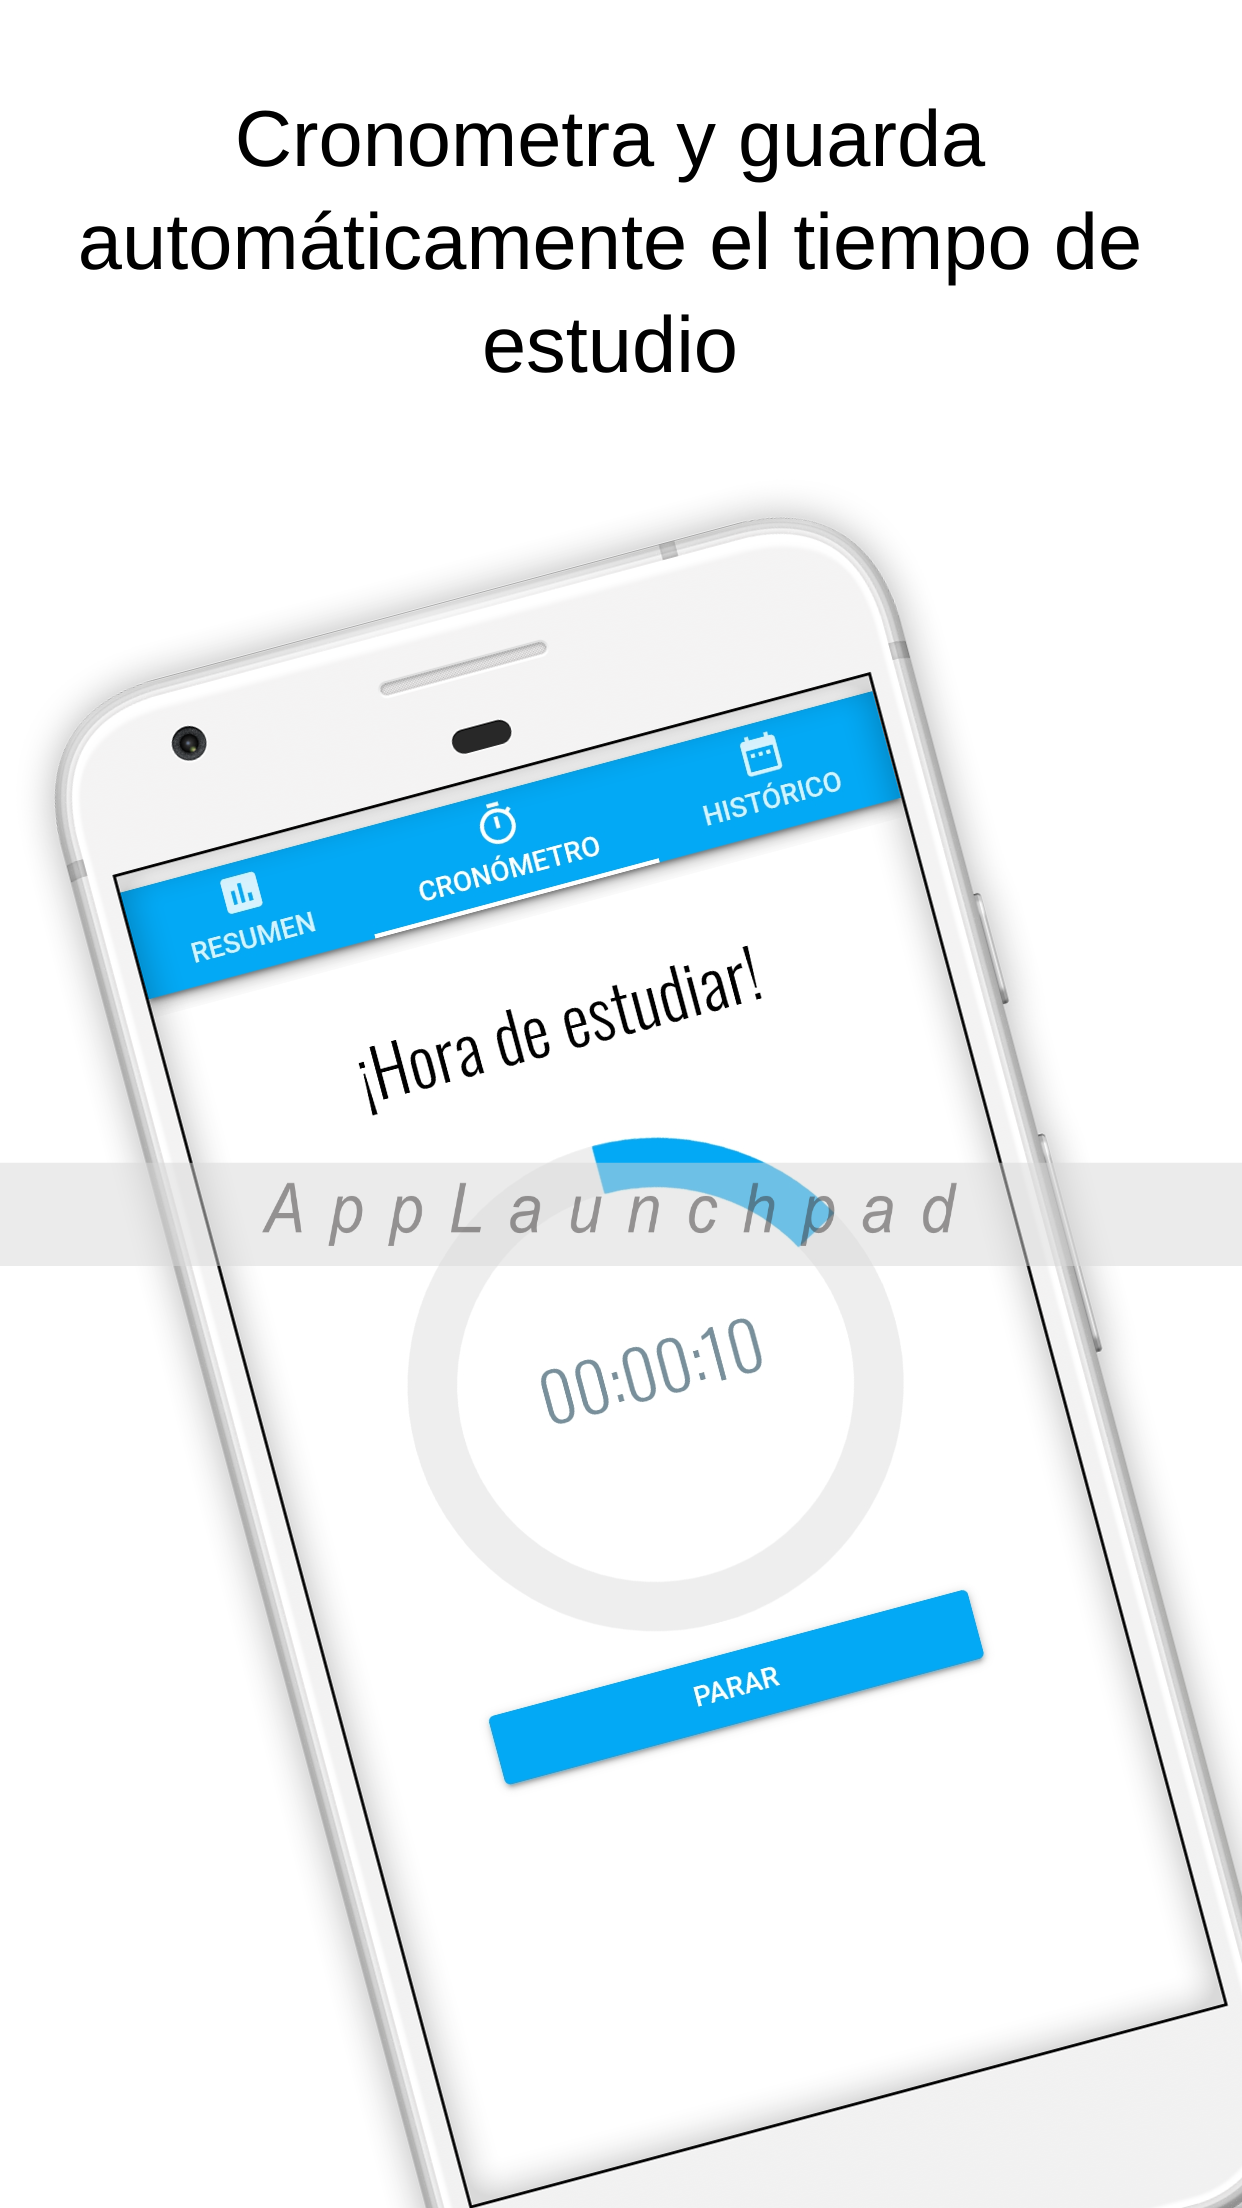 Cronometra y guarda
automáticamente el tiempo de
estudio
RESUMEN
CRONÓMETRO
HISTÓRICO
¡Hora de estudiar!
AppLaunchpad
00:00:10
PARAR